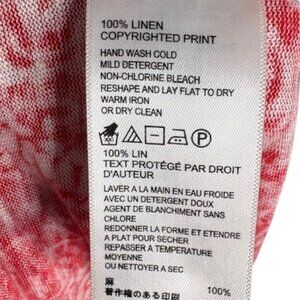 100% LINEN
COPYRIGHTED PRINT
HAND WASH COLD
MILD DETERGENT
NON-CHLORINE BLEACH
RESHAPE AND LAY FLAT TO DRY
WARM IRON
OR DRY CLEAN
100% LIN
TEXT PROTÉGÉ PAR DROIT
D'AUTEUR
LAVER A LA MAIN EN EAU FROIDE
AVEC UN DETERGENT DOUX
AGENT DE BLANCHIMENT SANS
CHLORE
REDONNER LA FORME ET ETENDRE
A PLAT POUR SECHER
REPASSER A TEMPERATURE
MOYENNE
OU NETTOYER A SEC
麻 100%
著作権のある印刷